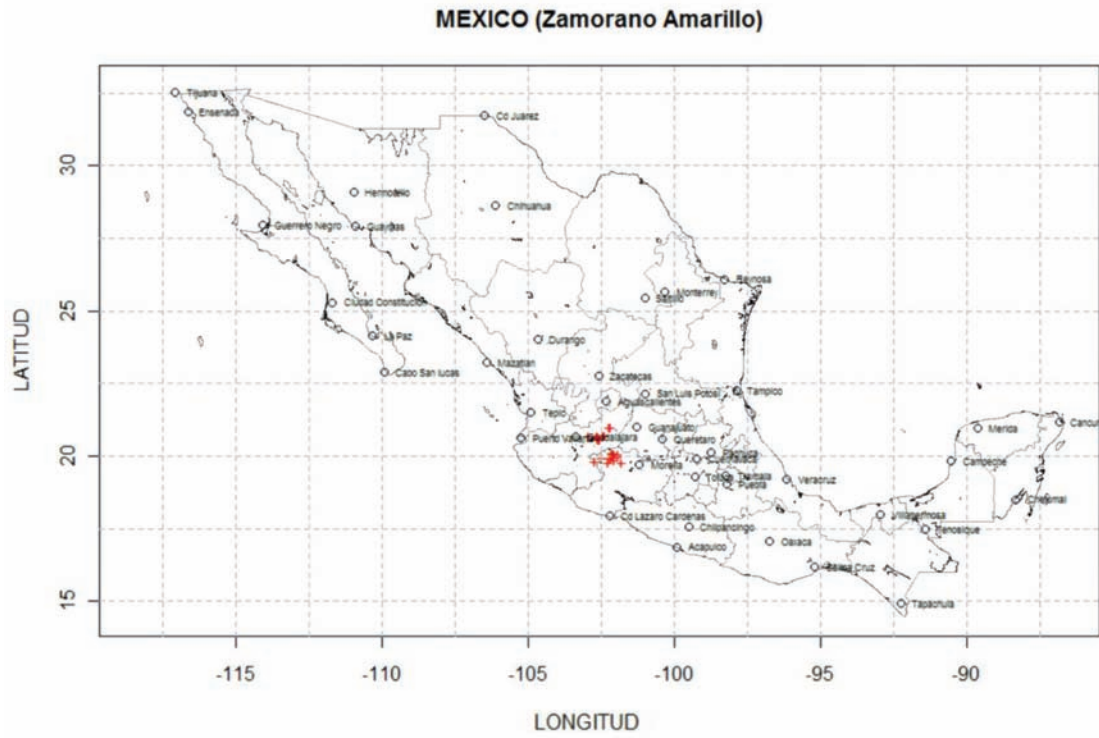 MEXICO (Zamorano Amarillo)
Tijuana
Ensenada
Cd Juarez
Hermosillo
Chihuahua
Guerrero Negro
Guaymas
Reynosa
Monterrey
Saltillo
Ciudad Constitucion
La Paz
Durango
Mazatlan
Cabo San lucas
Zacatecas
San Luis Potosi
Tampico
Aguascalientes
Tepic
Guanajuato
Merida
Cancun
Puerto Vallarta
Guadalajara
Queretaro
Pachuca
Morelia
Campeche
Toluca
Tlaxcala
Puebla
Veracruz
Chetumal
Cd Lazaro Cardenas
Villahermosa
Chilpancingo
Tenosique
Oaxaca
Acapulco
Salina Cruz
Tapachula
30
25
20
15
LATITUD
-115
-110
-105
-100
-95
-90
LONGITUD